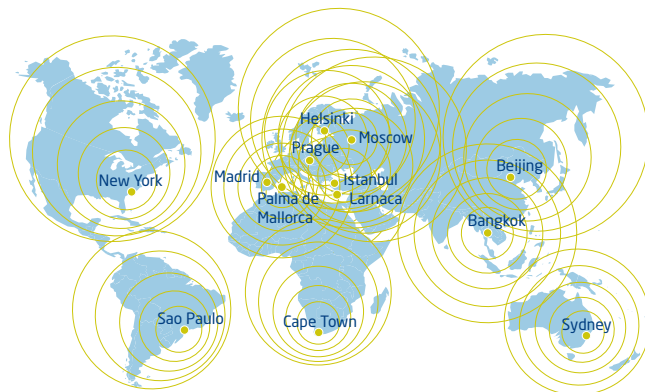 Helsinki
Moscow
Prague
New York
Madrid
Istanbul
Palma de
Mallorca
Larnaca
Beijing
Bangkok
Sao Paulo
Cape Town
Sydney